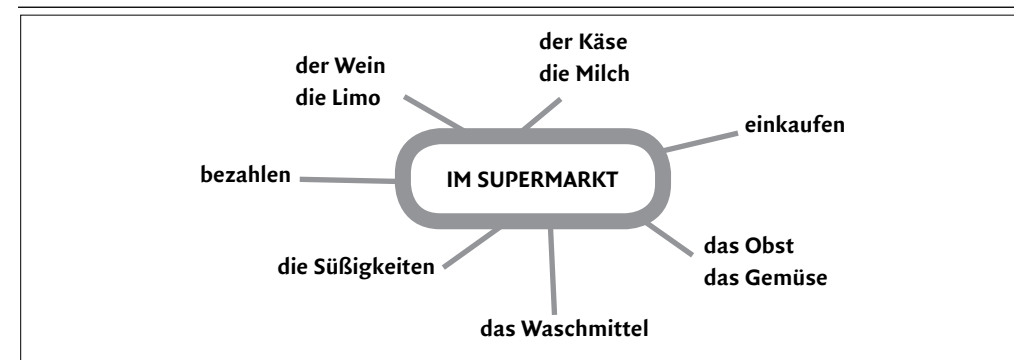 der Käse
die Milch
der Wein
die Limo
einkaufen
bezahlen
IM SUPERMARKT
das Obst
das Gemüse
die Süßigkeiten
das Waschmittel